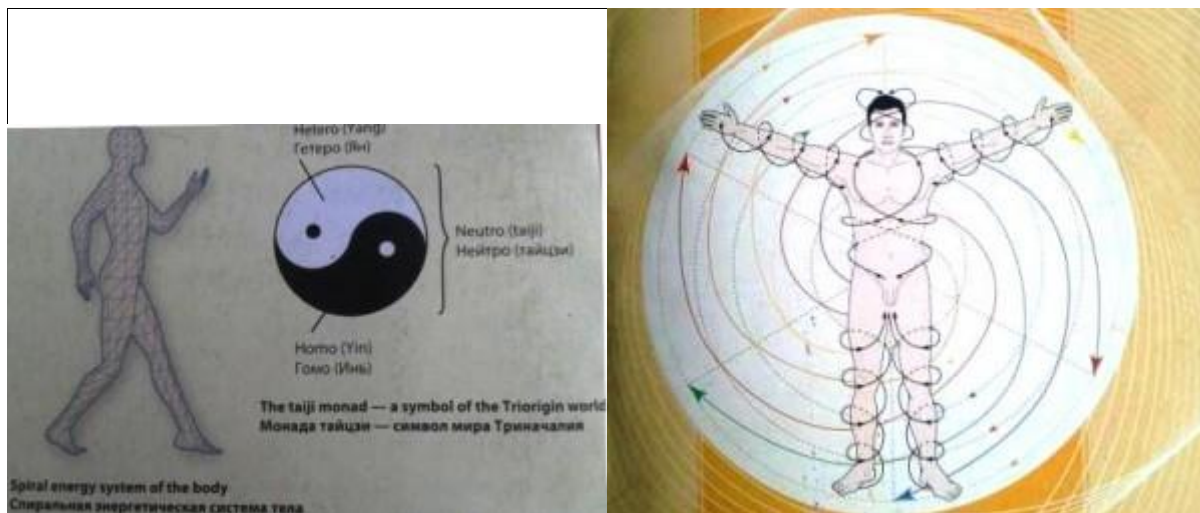 Hetero (Yang)
Гетеро (Ян)
Neutro (taiji)
Нейтро (тайцзи)
Homo (Yin)
Гомо (Инь)
The taiji monad — a symbol of the Triorigin world
Монада тайцзи — символ мира Триначалия
Spiral energy system of the body
Спиральная энергетическая система тела